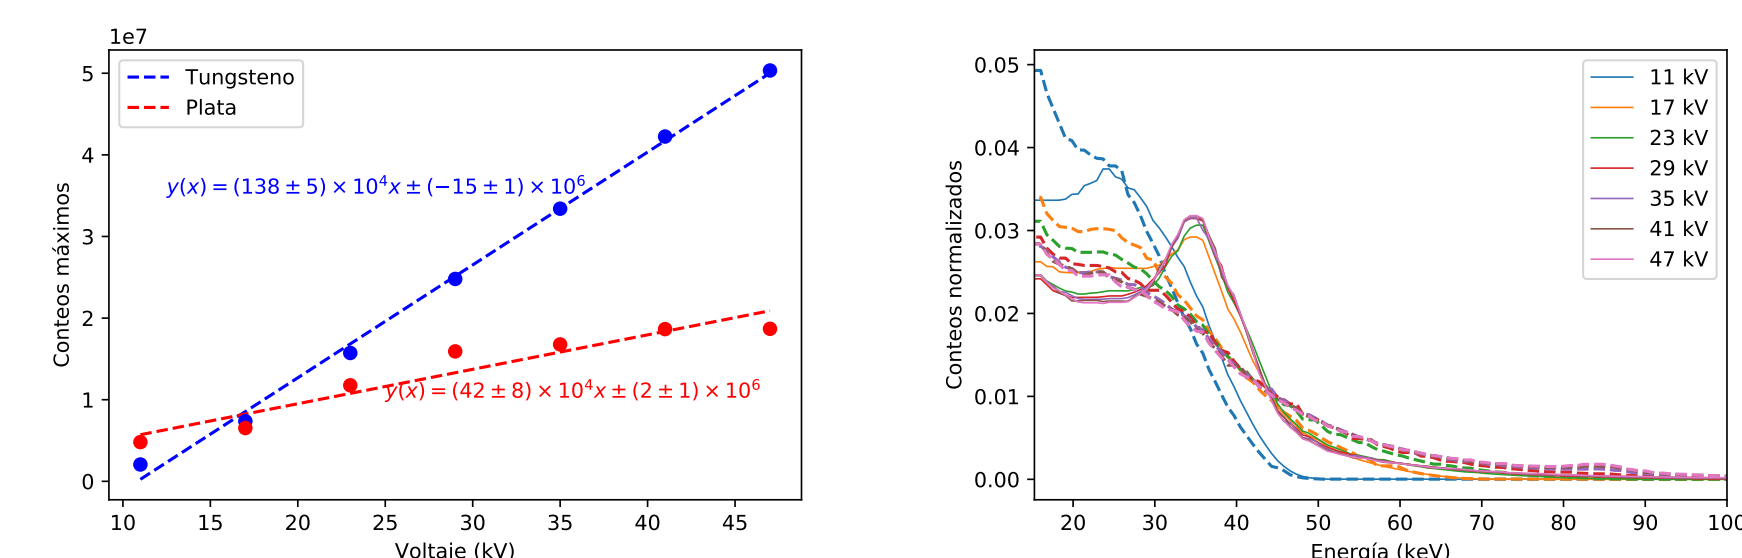 1e7
5
4
3
2
1
0
Conteos máximos
Tungsteno
Plata
y(x) = (138 ± 5) × 10⁴x ± (−15 ± 1) × 10⁶
y(x) = (42 ± 8) × 10⁴x ± (2 ± 1) × 10⁶
10 15 20 25 30 35 40 45
Voltaje (kV)
0.05
0.04
0.03
0.02
0.01
0.00
Conteos normalizados
11 kV
17 kV
23 kV
29 kV
35 kV
41 kV
47 kV
20 30 40 50 60 70 80 90 100
Energía (keV)